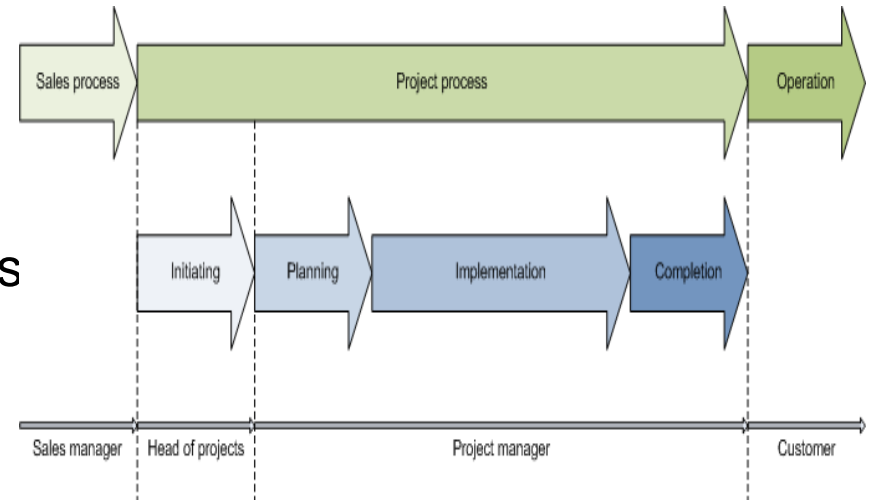 Sales process
Project process
Operation
s
Initiating
Planning
Implementation
Completion
Sales manager
Head of projects
Project manager
Customer